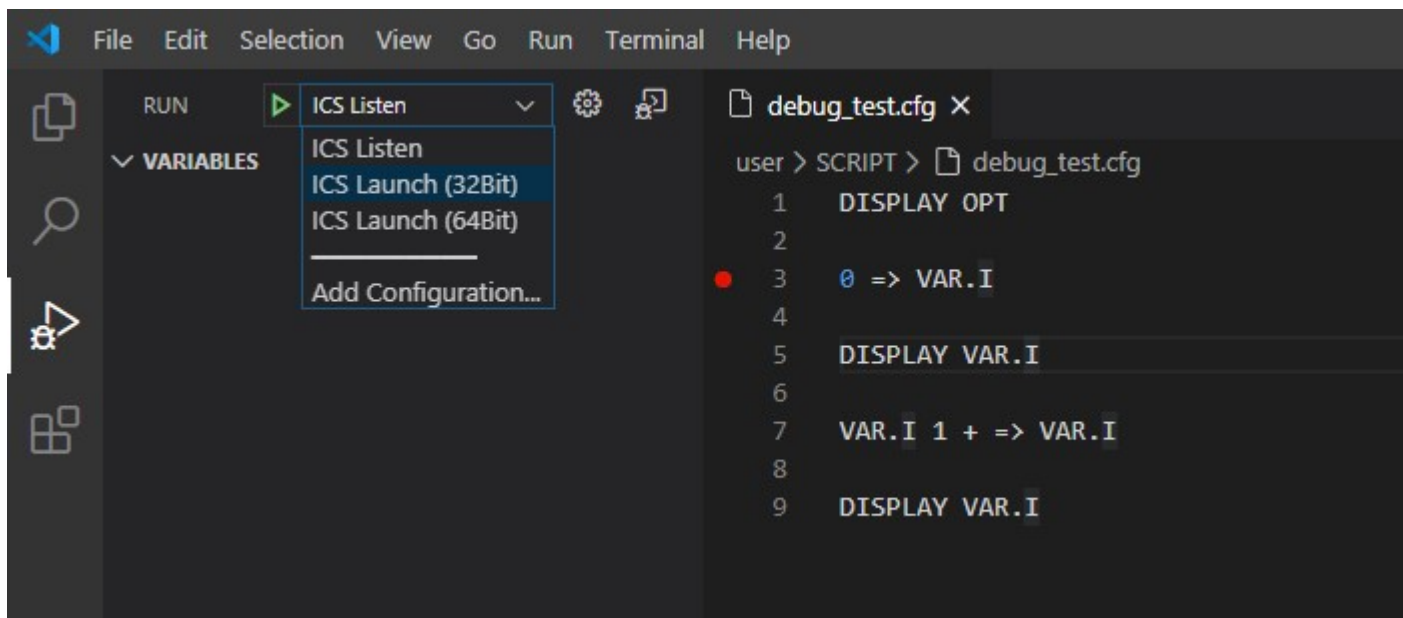 File Edit Selection View Go Run Terminal Help
RUN ICS Listen
VARIABLES
ICS Listen
ICS Launch (32Bit)
ICS Launch (64Bit)
Add Configuration...
debug_test.cfg
user > SCRIPT > debug_test.cfg
1 DISPLAY OPT
2
3 0 => VAR.I
4
5 DISPLAY VAR.I
6
7 VAR.I 1 + => VAR.I
8
9 DISPLAY VAR.I